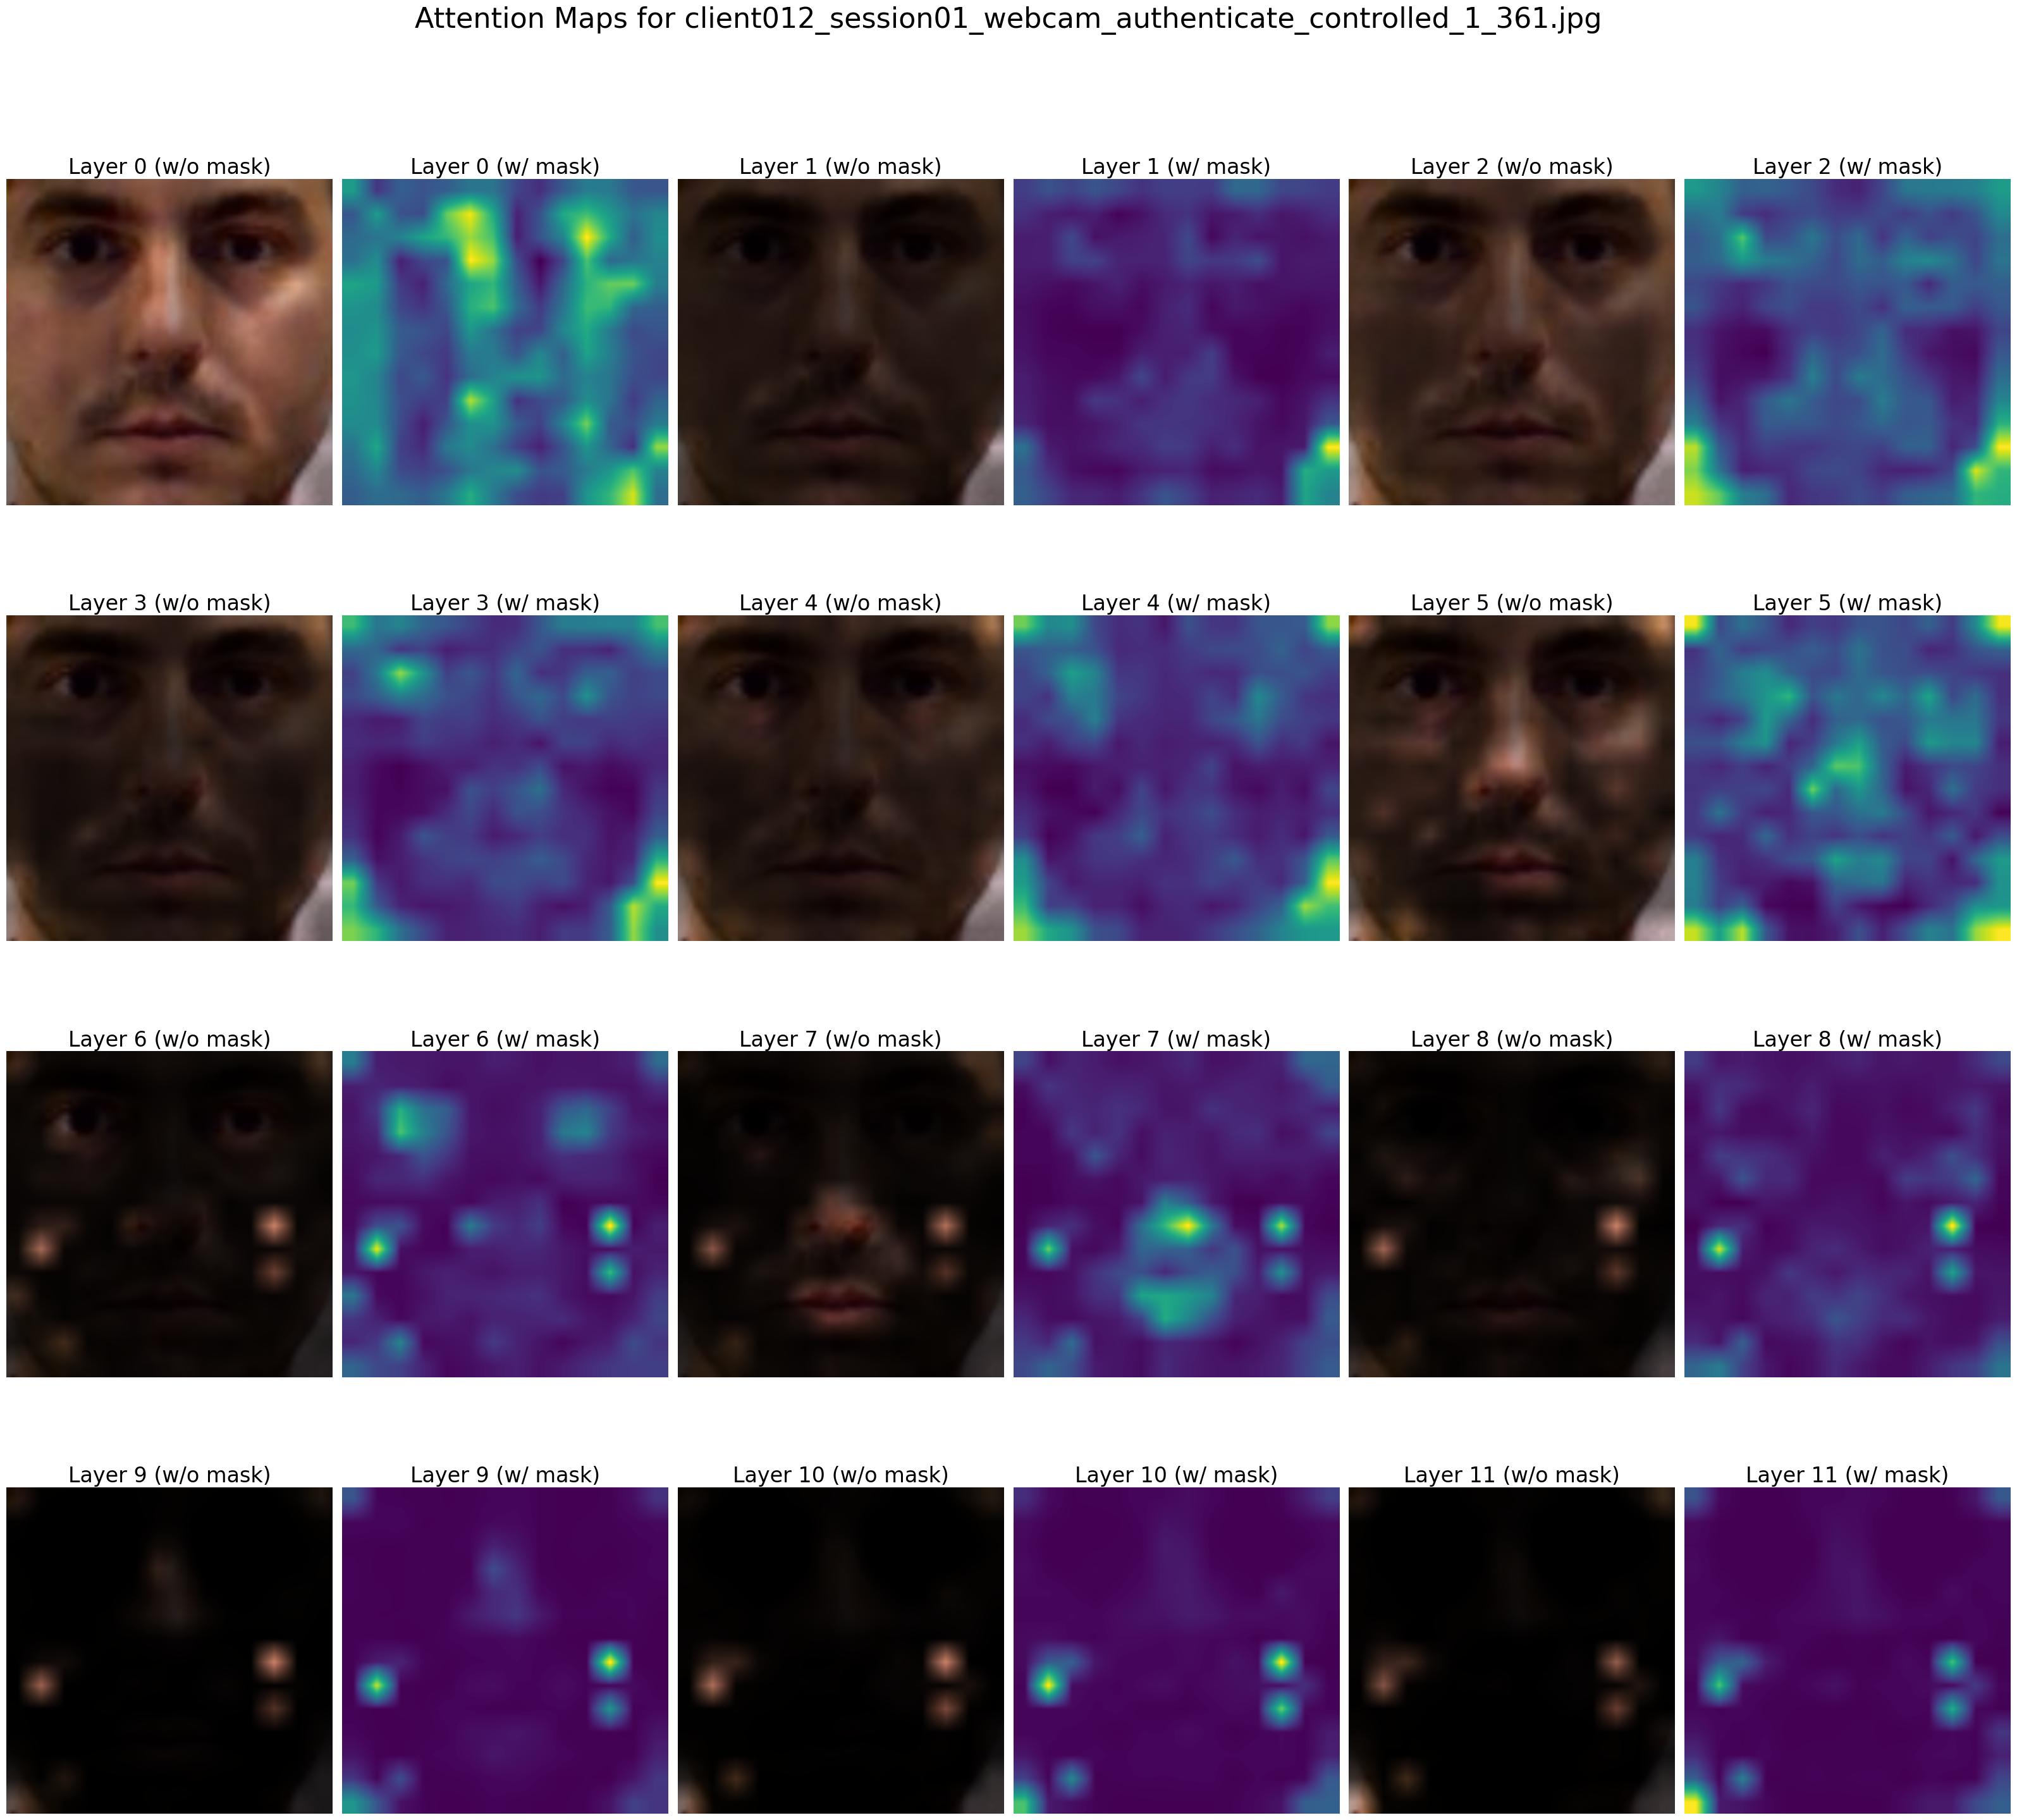 Attention Maps for client012_session01_webcam_authenticate_controlled_1_361.jpg
Layer 0 (w/o mask) Layer 0 (w/ mask) Layer 1 (w/o mask) Layer 1 (w/ mask) Layer 2 (w/o mask) Layer 2 (w/ mask)
Layer 3 (w/o mask) Layer 3 (w/ mask) Layer 4 (w/o mask) Layer 4 (w/ mask) Layer 5 (w/o mask) Layer 5 (w/ mask)
Layer 6 (w/o mask) Layer 6 (w/ mask) Layer 7 (w/o mask) Layer 7 (w/ mask) Layer 8 (w/o mask) Layer 8 (w/ mask)
Layer 9 (w/o mask) Layer 9 (w/ mask) Layer 10 (w/o mask) Layer 10 (w/ mask) Layer 11 (w/o mask) Layer 11 (w/ mask)